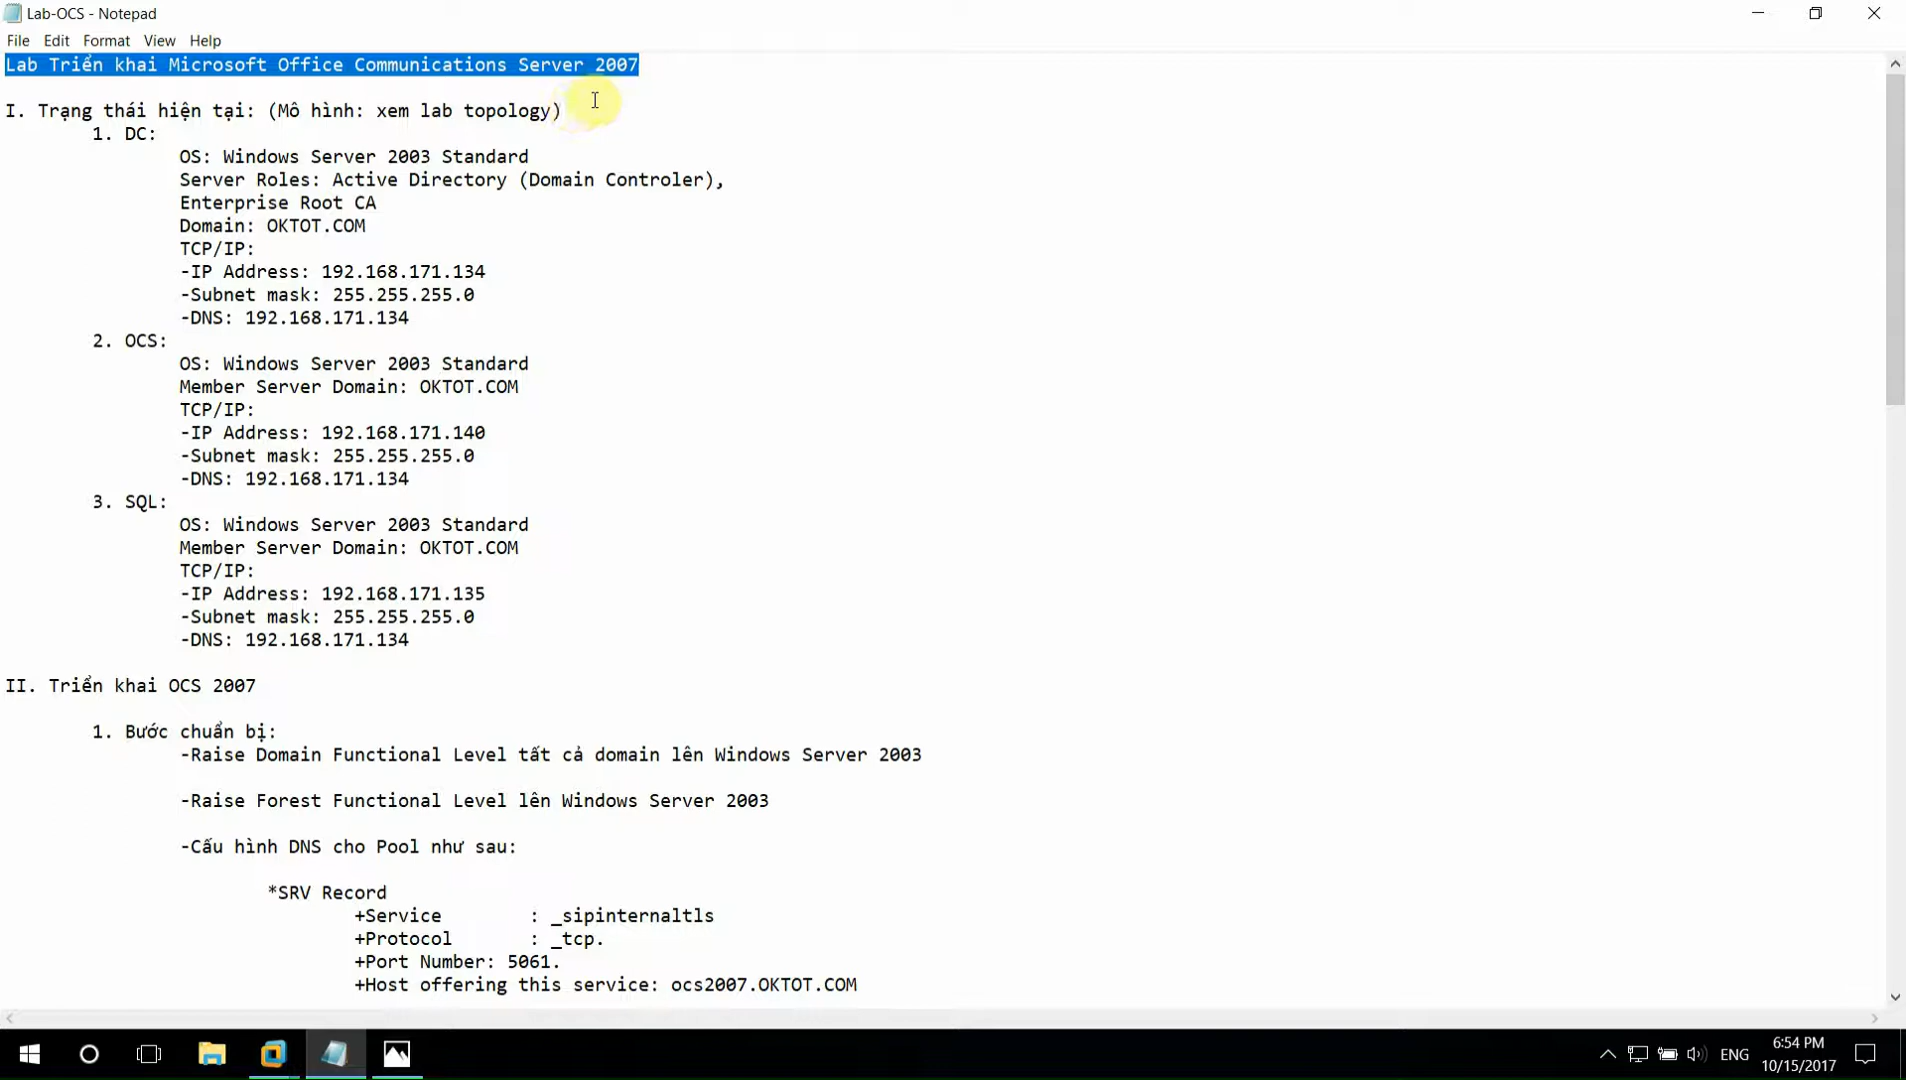 Lab-OCS - Notepad
File Edit Format View Help
Lab Triển khai Microsoft Office Communications Server 2007
I. Trạng thái hiện tại: (Mô hình: xem lab topology)
1. DC:
OS: Windows Server 2003 Standard
Server Roles: Active Directory (Domain Controler),
Enterprise Root CA
Domain: OKTOT.COM
TCP/IP:
-IP Address: 192.168.171.134
-Subnet mask: 255.255.255.0
-DNS: 192.168.171.134
2. OCS:
OS: Windows Server 2003 Standard
Member Server Domain: OKTOT.COM
TCP/IP:
-IP Address: 192.168.171.140
-Subnet mask: 255.255.255.0
-DNS: 192.168.171.134
3. SQL:
OS: Windows Server 2003 Standard
Member Server Domain: OKTOT.COM
TCP/IP:
-IP Address: 192.168.171.135
-Subnet mask: 255.255.255.0
-DNS: 192.168.171.134
II. Triển khai OCS 2007
1. Bước chuẩn bị:
-Raise Domain Functional Level tất cả domain lên Windows Server 2003
-Raise Forest Functional Level lên Windows Server 2003
-Cấu hình DNS cho Pool như sau:
*SRV Record
+Service : _sipinternaltls
+Protocol : _tcp.
+Port Number: 5061.
+Host offering this service: ocs2007.OKTOT.COM
ENG
6:54 PM
10/15/2017